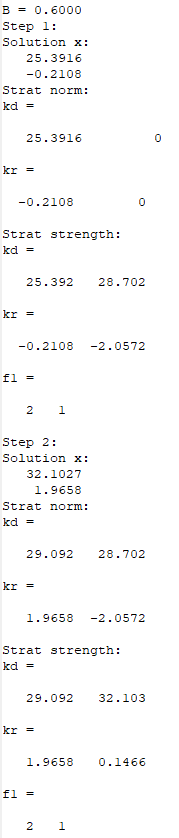 B = 0.6000
Step 1:
Solution x:
25.3916
-0.2108
Strat norm:
kd =
25.3916 0
kr =
-0.2108 0
Strat strength:
kd =
25.392 28.702
kr =
-0.2108 -2.0572
fl =
2 1
Step 2:
Solution x:
32.1027
1.9658
Strat norm:
kd =
29.092 28.702
kr =
1.9658 -2.0572
Strat strength:
kd =
29.092 32.103
kr =
1.9658 0.1466
fl =
2 1